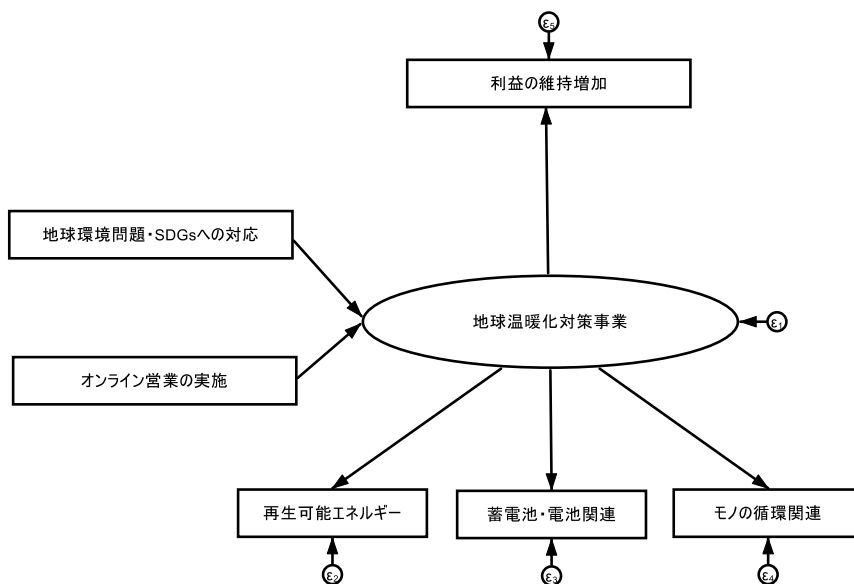 ε5
利益の維持増加
地球環境問題・SDGsへの対応
地球温暖化対策事業
ε1
オンライン営業の実施
再生可能エネルギー
蓄電池・電池関連
モノの循環関連
ε2
ε3
ε4